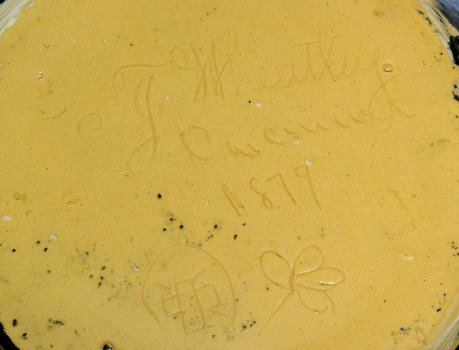 T. Wheatley
Cincinnati
1879